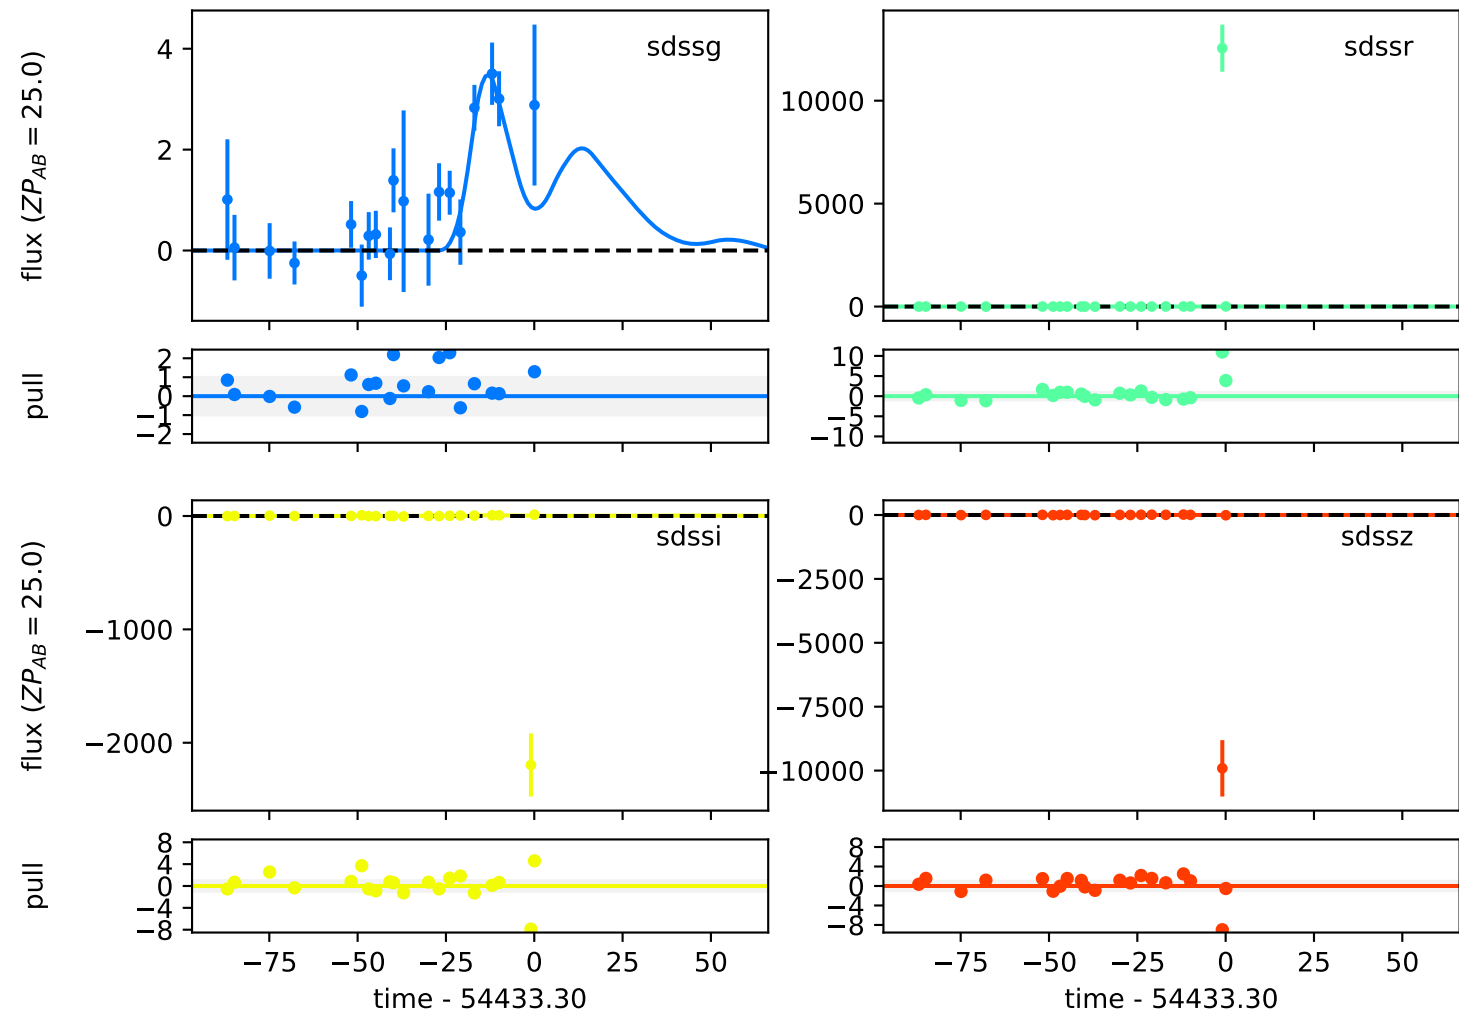 sdssg
sdssr
flux (ZP_AB = 25.0)
4
2
0
10000
5000
0
pull
2
1
0
−1
−2
10
5
0
−5
−10
sdssi
sdssz
flux (ZP_AB = 25.0)
0
−1000
−2000
0
−2500
−5000
−7500
−10000
pull
8
4
0
−4
−8
8
4
0
−4
−8
−75 −50 −25 0 25 50
−75 −50 −25 0 25 50
time - 54433.30
time - 54433.30